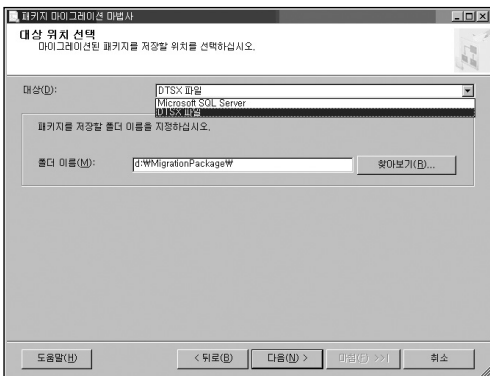 패키지 마이그레이션 마법사
대상 위치 선택
마이그레이션된 패키지를 저장할 위치를 선택하십시오.
대상(D): DTSX 파일
Microsoft SQL Server
DTSX 파일
패키지를 저장할 폴더 이름을 지정하십시오.
폴더 이름(M): d:₩MigrationPackage₩ 찾아보기(R)...
도움말(H) < 뒤로(B) 다음(N) > 마침(F) >>| 취소